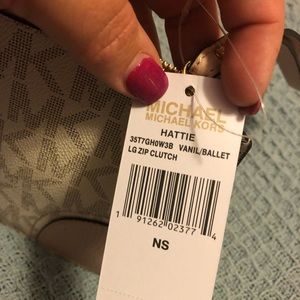 MICHAEL
MICHAEL KORS
HATTIE
35T7GH0W3B VANIL/BALLET
LG ZIP CLUTCH
1 91262 02377 4
NS